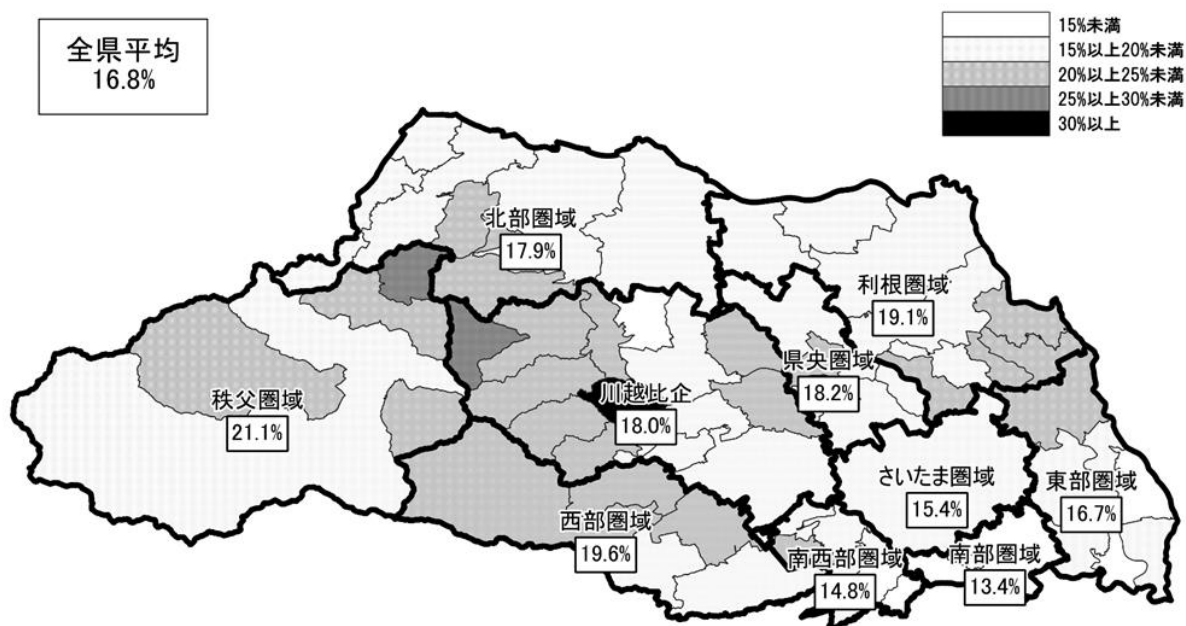 全県平均
16.8%
15%未満
15%以上20%未満
20%以上25%未満
25%以上30%未満
30%以上
北部圏域
17.9%
利根圏域
19.1%
県央圏域
18.2%
川越比企
18.0%
秩父圏域
21.1%
さいたま圏域
15.4%
東部圏域
16.7%
西部圏域
19.6%
南西部圏域
14.8%
南部圏域
13.4%